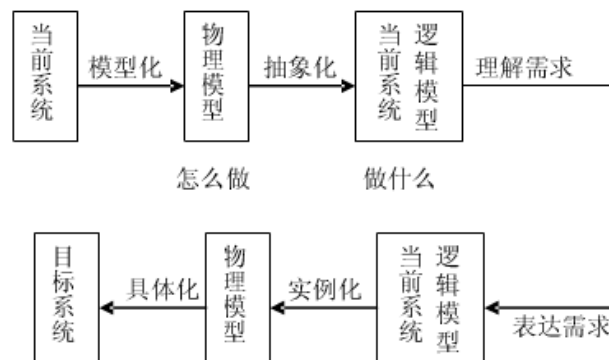 当前系统
模型化
物理模型
抽象化
当前系统
逻辑模型
理解需求
怎么做
做什么
目标系统
具体化
物理模型
实例化
当前系统
逻辑模型
表达需求